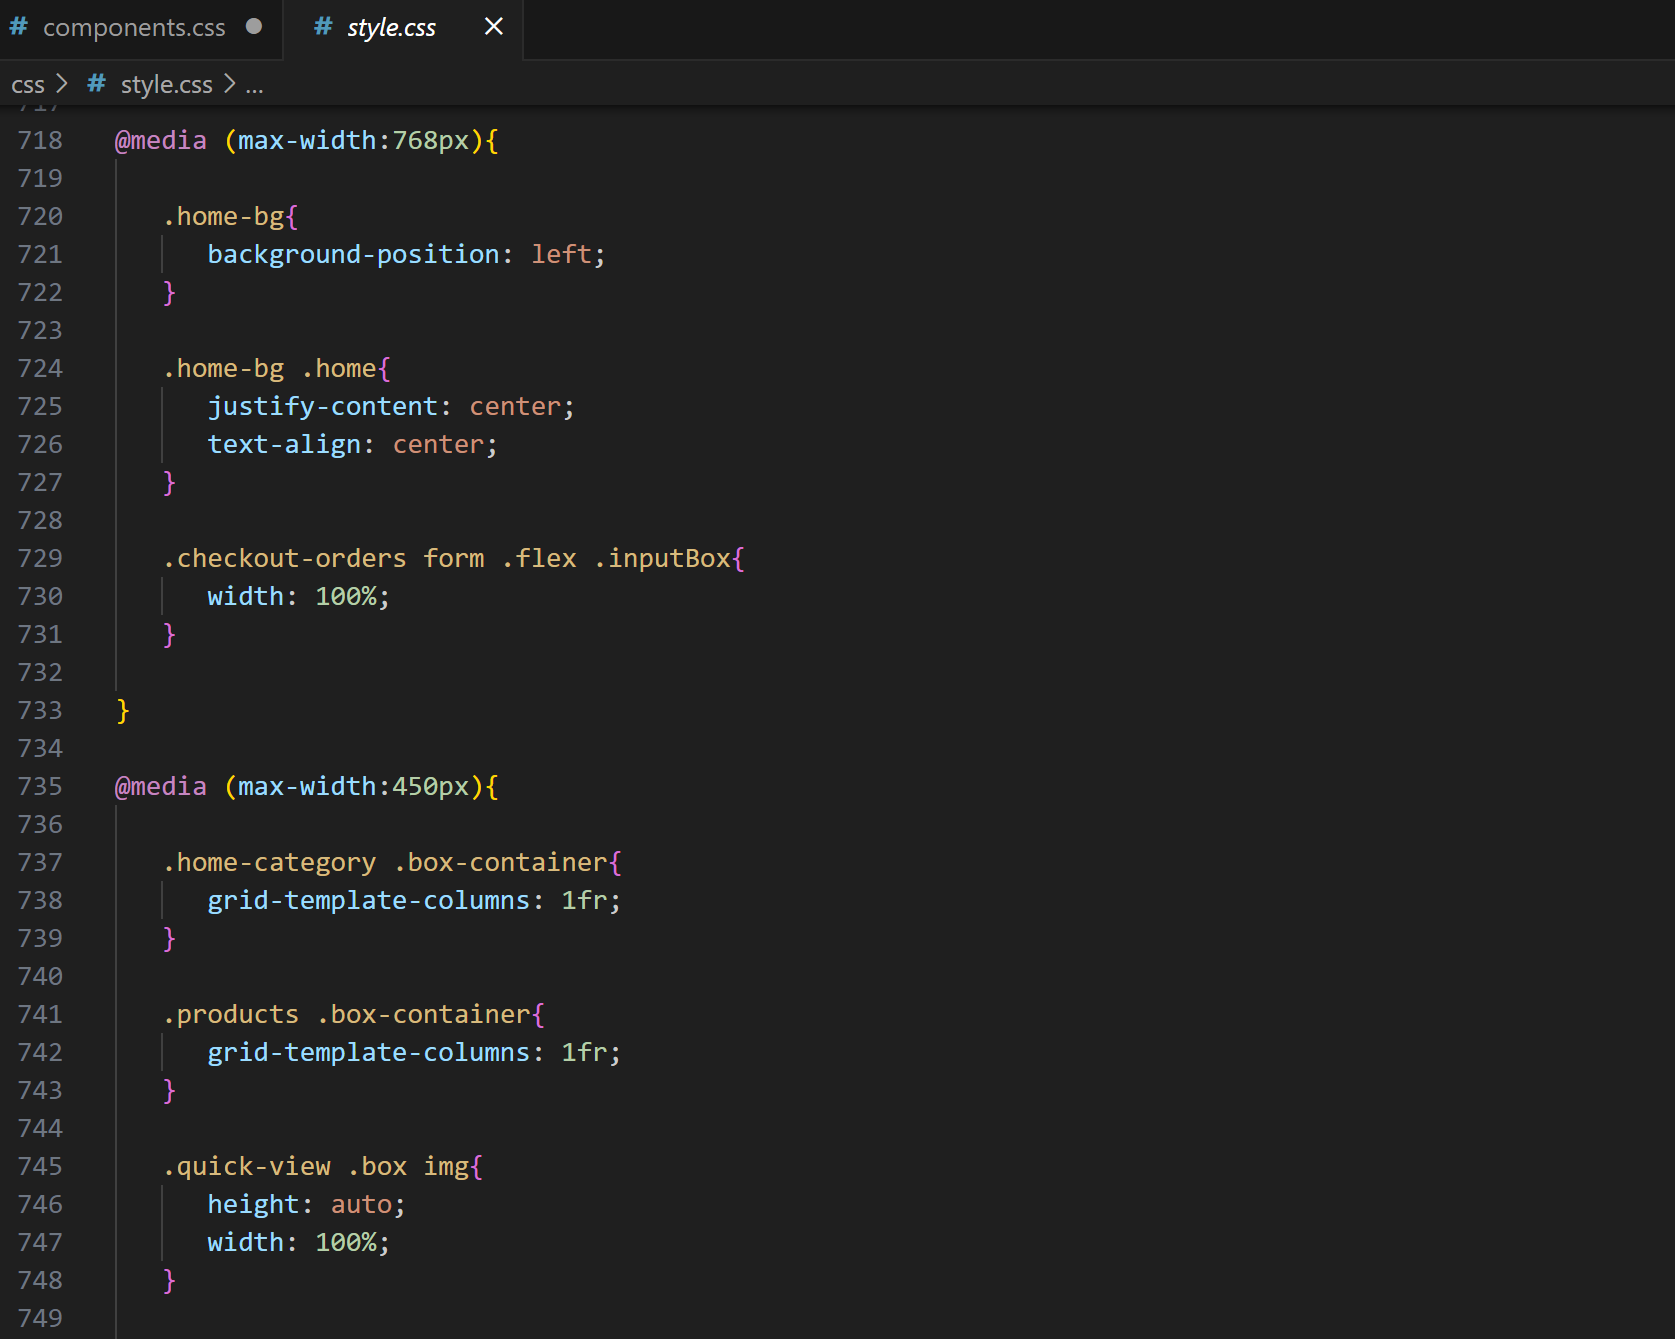 # components.css ● # style.css ×
css > # style.css > ...
717
718 @media (max-width:768px){
719
720 .home-bg{
721 background-position: left;
722 }
723
724 .home-bg .home{
725 justify-content: center;
726 text-align: center;
727 }
728
729 .checkout-orders form .flex .inputBox{
730 width: 100%;
731 }
732
733 }
734
735 @media (max-width:450px){
736
737 .home-category .box-container{
738 grid-template-columns: 1fr;
739 }
740
741 .products .box-container{
742 grid-template-columns: 1fr;
743 }
744
745 .quick-view .box img{
746 height: auto;
747 width: 100%;
748 }
749